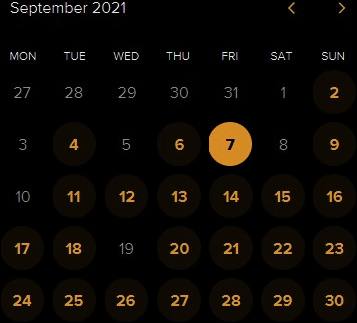 September 2021
MON TUE WED THU FRI SAT SUN
27 28 29 30 31 1 2
3 4 5 6 7 8 9
10 11 12 13 14 15 16
17 18 19 20 21 22 23
24 25 26 27 28 29 30